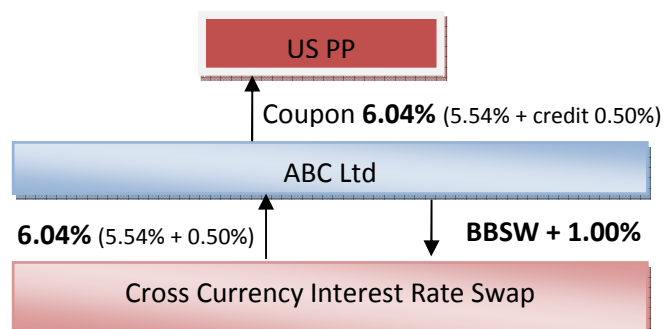 US PP
Coupon 6.04% (5.54% + credit 0.50%)
ABC Ltd
6.04% (5.54% + 0.50%)
BBSW + 1.00%
Cross Currency Interest Rate Swap